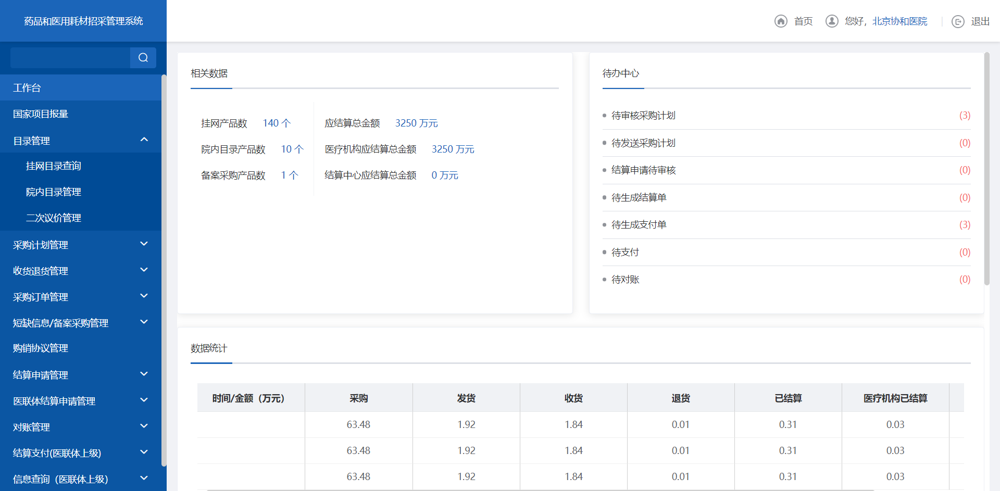 药品和医用耗材招采管理系统
首页
您好，北京协和医院
退出
工作台
国家项目报量
目录管理
挂网目录查询
院内目录管理
二次议价管理
采购计划管理
收货退货管理
采购订单管理
短缺信息/备案采购管理
购销协议管理
结算申请管理
医联体结算申请管理
对账管理
结算支付(医联体上级)
信息查询（医联体上级）
相关数据
挂网产品数 140 个
院内目录产品数 10 个
备案采购产品数 1 个
应结算总金额 3250 万元
医疗机构应结算总金额 3250 万元
结算中心应结算总金额 0 万元
待办中心
待审核采购计划 (3)
待发送采购计划 (0)
结算申请待审核 (0)
待生成结算单 (0)
待生成支付单 (3)
待支付 (0)
待对账 (0)
数据统计
时间/金额（万元） 采购 发货 收货 退货 已结算 医疗机构已结算
63.48 1.92 1.84 0.01 0.31 0.03
63.48 1.92 1.84 0.01 0.31 0.03
63.48 1.92 1.84 0.01 0.31 0.03